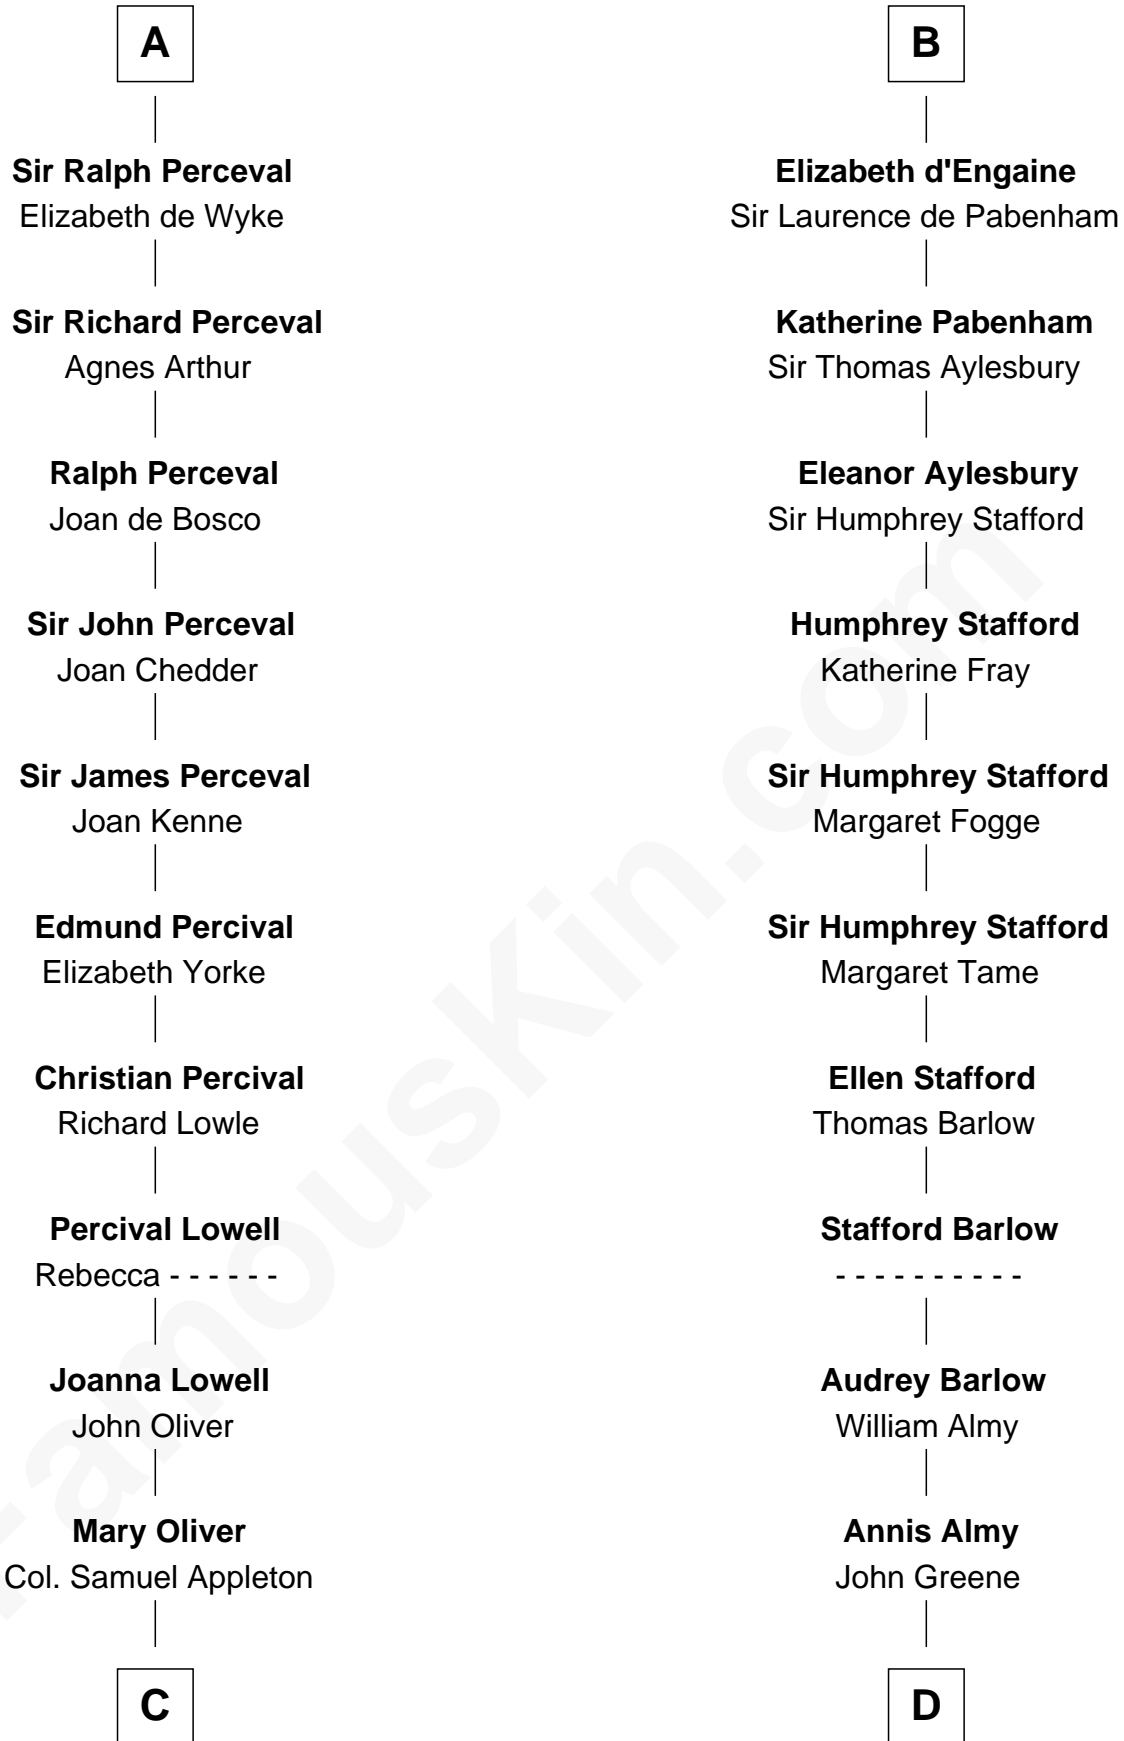 A
Sir Ralph Perceval
Elizabeth de Wyke
Sir Richard Perceval
Agnes Arthur
Ralph Perceval
Joan de Bosco
Sir John Perceval
Joan Chedder
Sir James Perceval
Joan Kenne
Edmund Percival
Elizabeth Yorke
Christian Percival
Richard Lowle
Percival Lowell
Rebecca - - - - - -
Joanna Lowell
John Oliver
Mary Oliver
Col. Samuel Appleton
C
B
Elizabeth d'Engaine
Sir Laurence de Pabenham
Katherine Pabenham
Sir Thomas Aylesbury
Eleanor Aylesbury
Sir Humphrey Stafford
Humphrey Stafford
Katherine Fray
Sir Humphrey Stafford
Margaret Fogge
Sir Humphrey Stafford
Margaret Tame
Ellen Stafford
Thomas Barlow
Stafford Barlow
- - - - - - - - - -
Audrey Barlow
William Almy
Annis Almy
John Greene
D
FamousKin.com